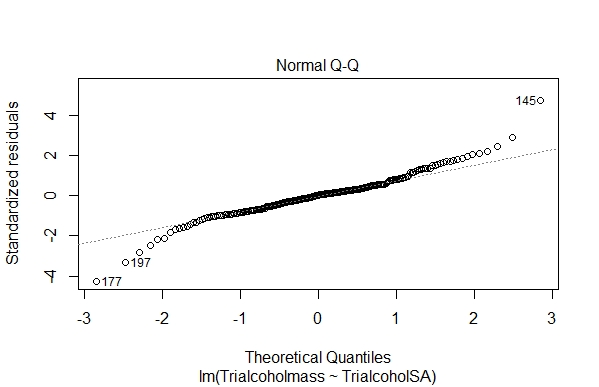 Normal Q-Q
Standardized residuals
4
2
0
-2
-4
145
197
177
-3 -2 -1 0 1 2 3
Theoretical Quantiles
lm(Trialcoholmass ~ TrialcoholSA)